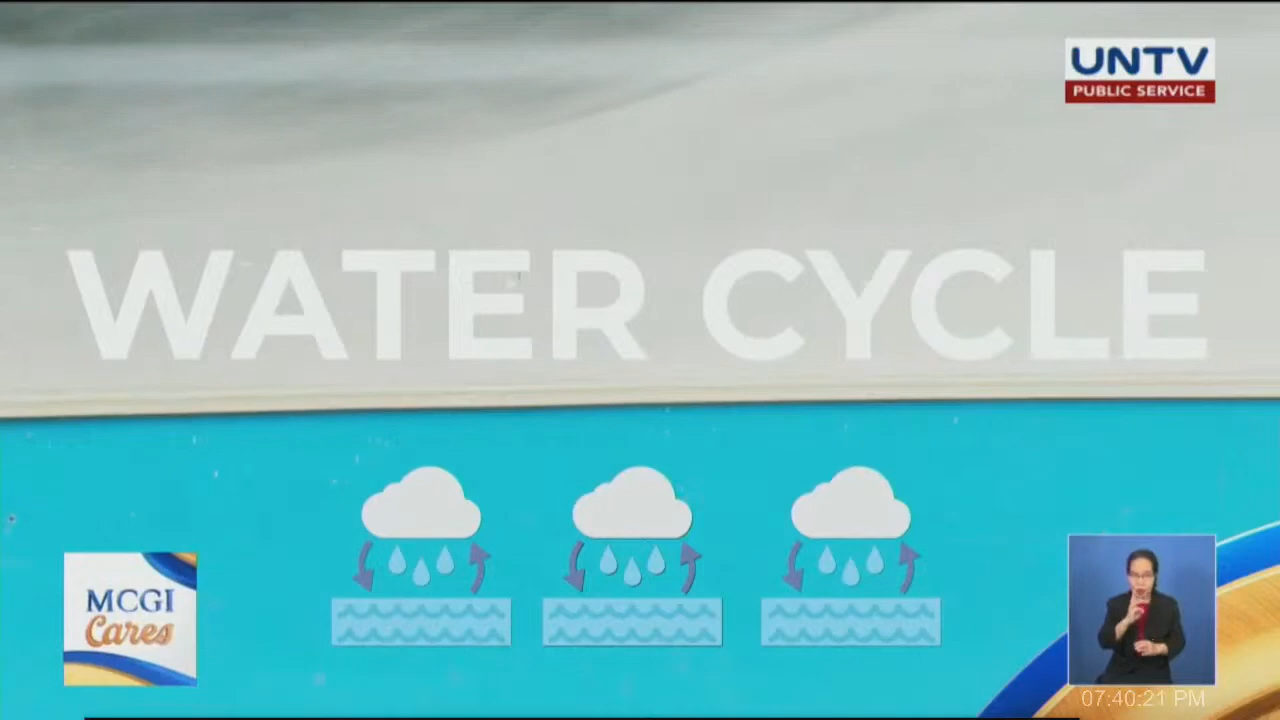 UNTV
PUBLIC SERVICE
WATER CYCLE
MCGI
Cares
07:40:21 PM